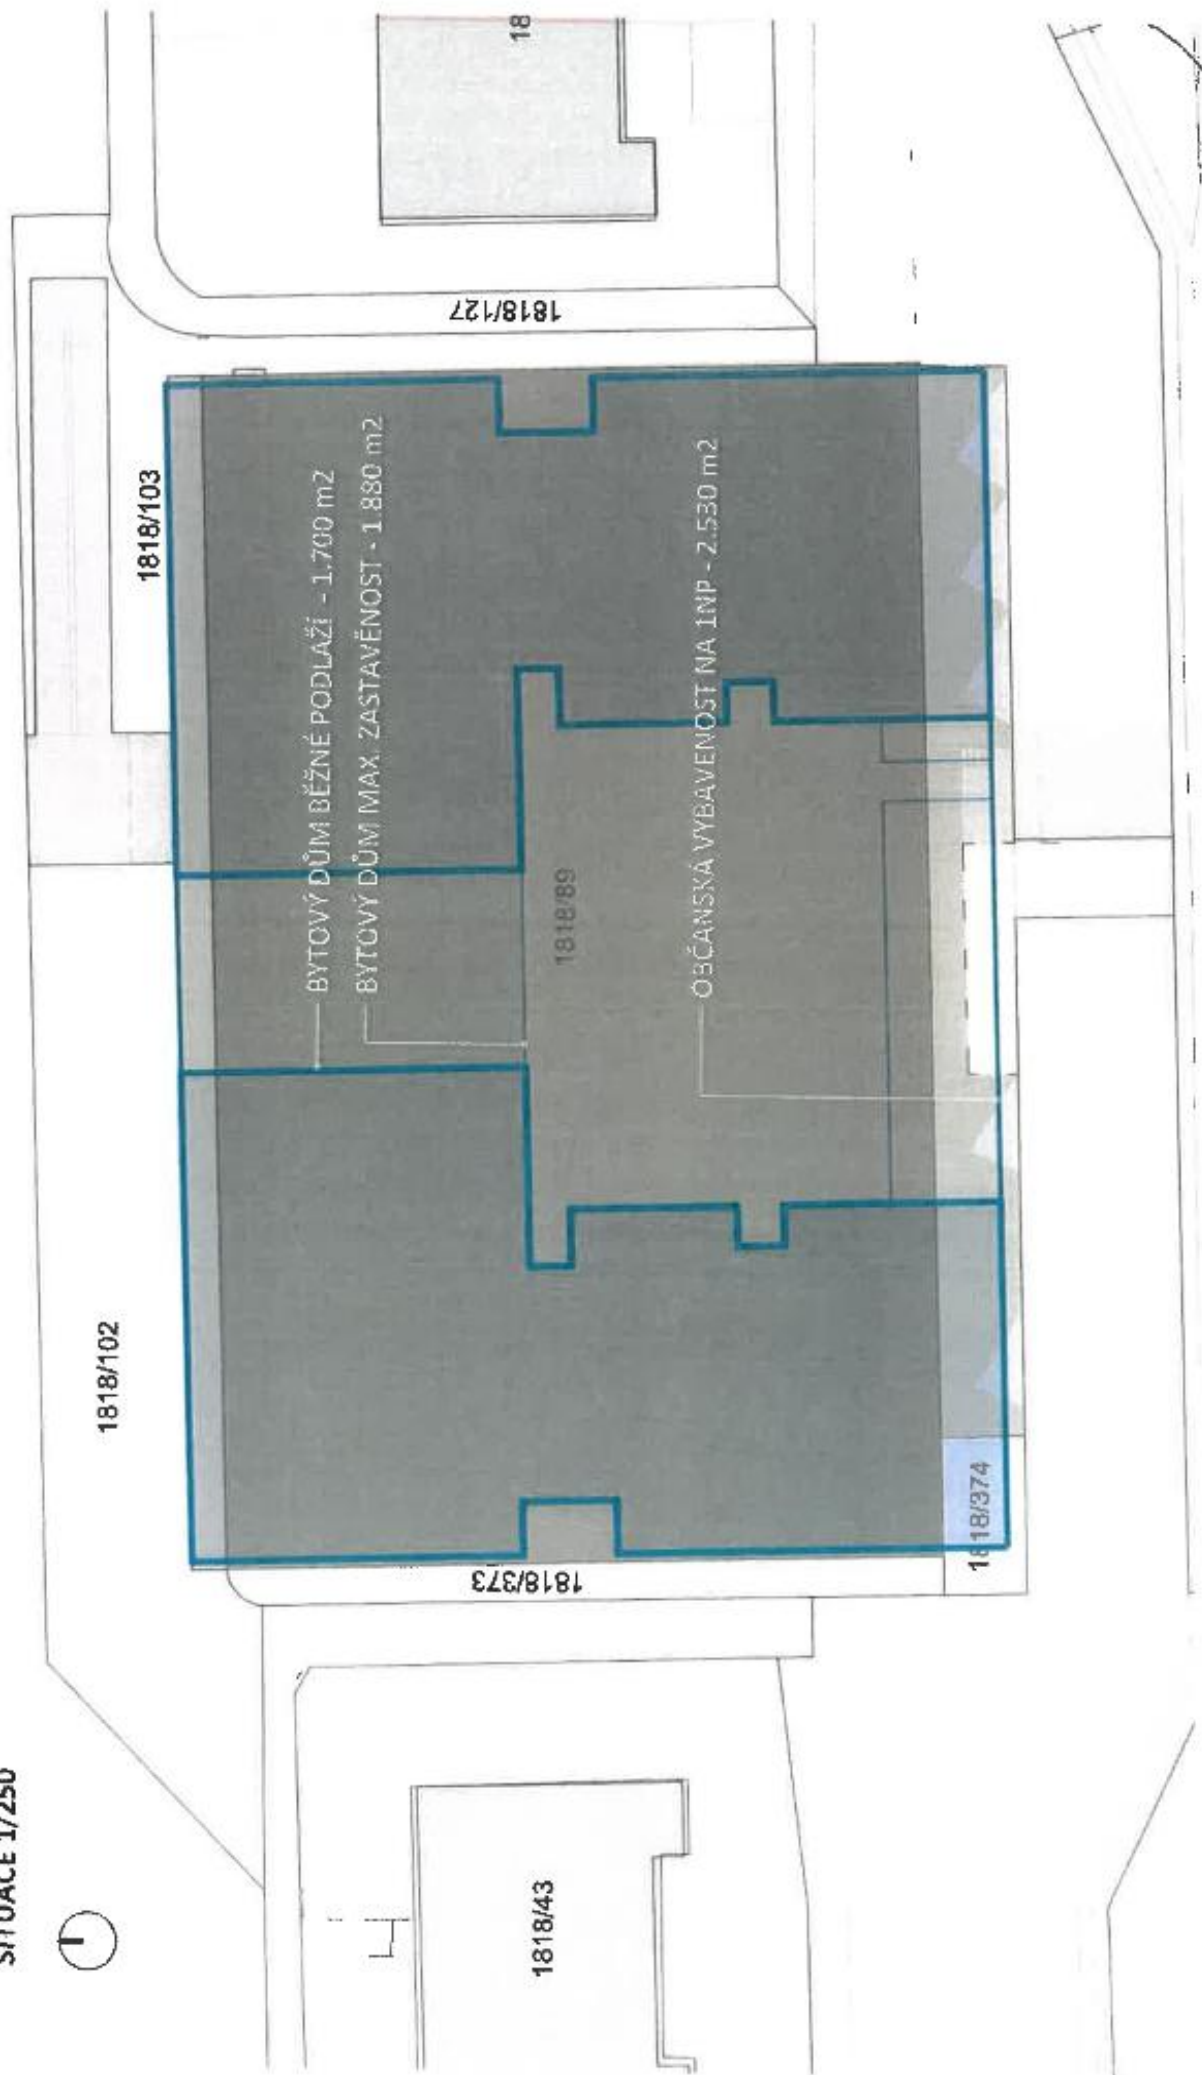 SITUACE 1/250
1818/102
1818/103
18
1818/127
BYTOVÝ DŮM BĚŽNÉ PODLAŽÍ - 1.700 m2
BYTOVÝ DŮM MAX. ZASTAVĚNOST - 1.880 m2
1818/89
OBČANSKÁ VYBAVENOST NA 1NP - 2.530 m2
1818/373
1818/374
1818/43